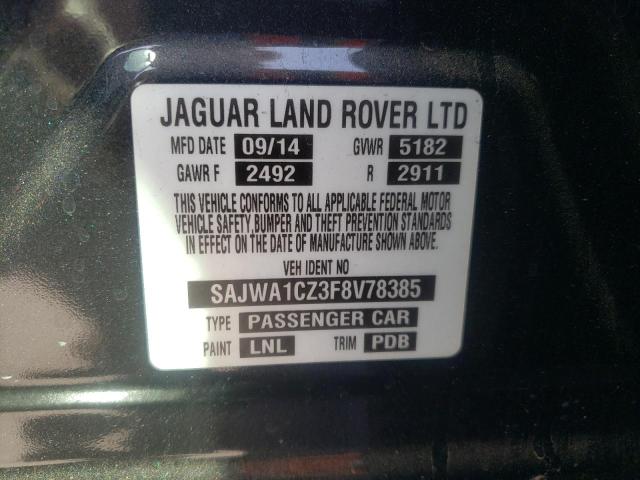 JAGUAR LAND ROVER LTD
MFD DATE 09/14 GVWR 5182
GAWR F 2492 R 2911
THIS VEHICLE CONFORMS TO ALL APPLICABLE FEDERAL MOTOR
VEHICLE SAFETY,BUMPER AND THEFT PREVENTION STANDARDS
IN EFFECT ON THE DATE OF MANUFACTURE SHOWN ABOVE.
VEH IDENT NO
SAJWA1CZ3F8V78385
TYPE PASSENGER CAR
PAINT LNL TRIM PDB